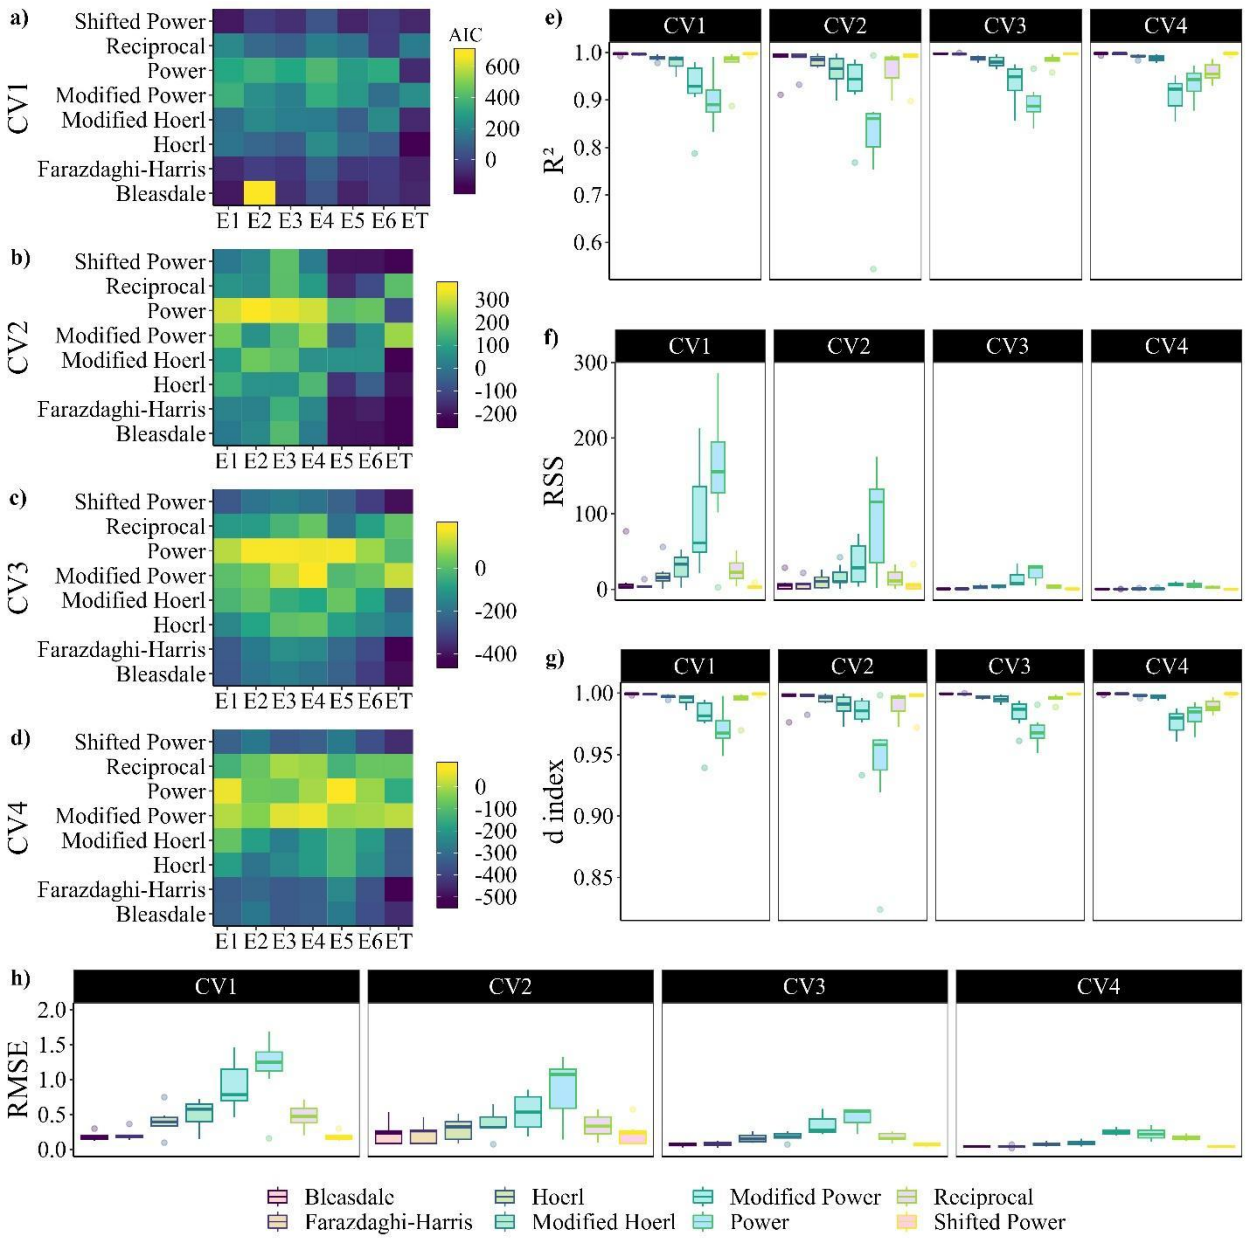 a)
CV1
Shifted Power
Reciprocal
Power
Modified Power
Modified Hoerl
Hoerl
Farazdaghi-Harris
Bleasdale
E1 E2 E3 E4 E5 E6 ET
AIC
600
400
200
0
b)
CV2
Shifted Power
Reciprocal
Power
Modified Power
Modified Hoerl
Hoerl
Farazdaghi-Harris
Bleasdale
E1 E2 E3 E4 E5 E6 ET
300
200
100
0
-100
-200
c)
CV3
Shifted Power
Reciprocal
Power
Modified Power
Modified Hoerl
Hoerl
Farazdaghi-Harris
Bleasdale
E1 E2 E3 E4 E5 E6 ET
0
-200
-400
d)
CV4
Shifted Power
Reciprocal
Power
Modified Power
Modified Hoerl
Hoerl
Farazdaghi-Harris
Bleasdale
E1 E2 E3 E4 E5 E6 ET
0
-100
-200
-300
-400
-500
e)
CV1 CV2 CV3 CV4
R²
1.0
0.9
0.8
0.7
0.6
f)
CV1 CV2 CV3 CV4
RSS
300
200
100
0
g)
CV1 CV2 CV3 CV4
d index
1.00
0.95
0.90
0.85
h)
CV1 CV2 CV3 CV4
RMSE
2.0
1.5
1.0
0.5
0.0
Bleasdale Hoerl Modified Power Reciprocal
Farazdaghi-Harris Modified Hoerl Power Shifted Power